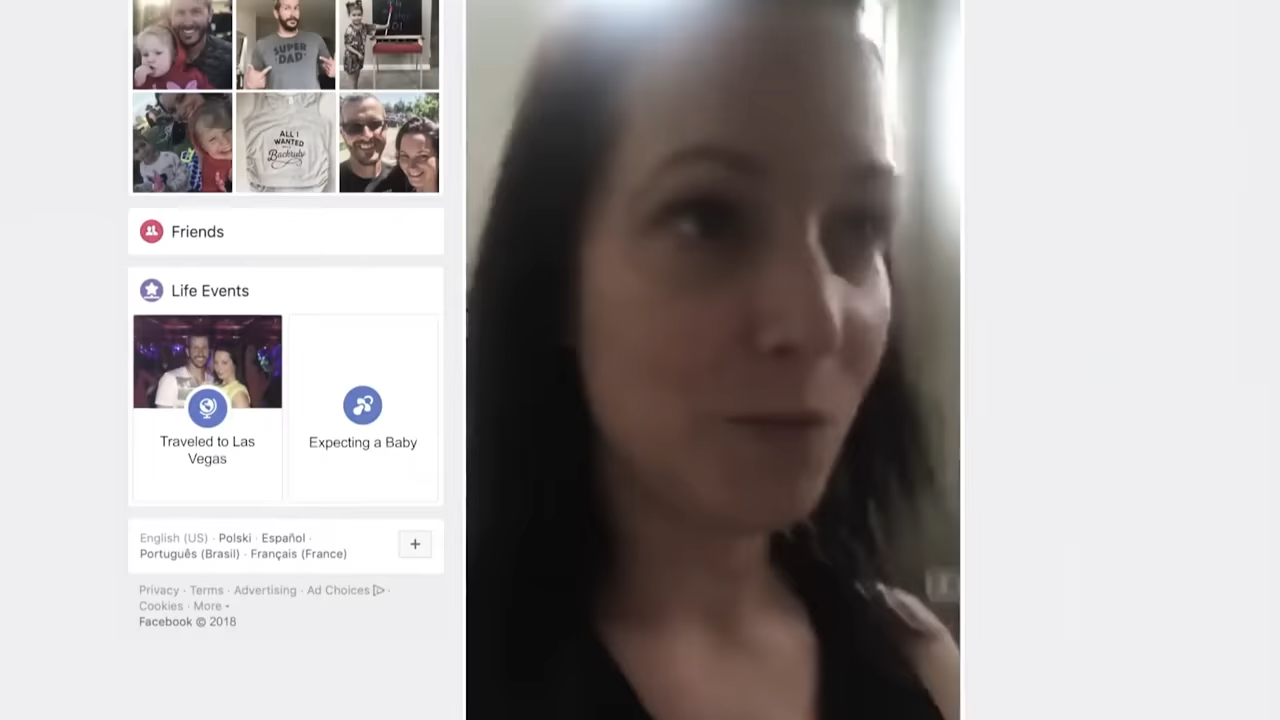 SUPER
DAD
ALL I
WANTED
Backrub
Friends
Life Events
Traveled to Las
Vegas
Expecting a Baby
English (US) · Polski · Español ·
Português (Brasil) · Français (France)
+
Privacy · Terms · Advertising · Ad Choices ·
Cookies · More
Facebook © 2018